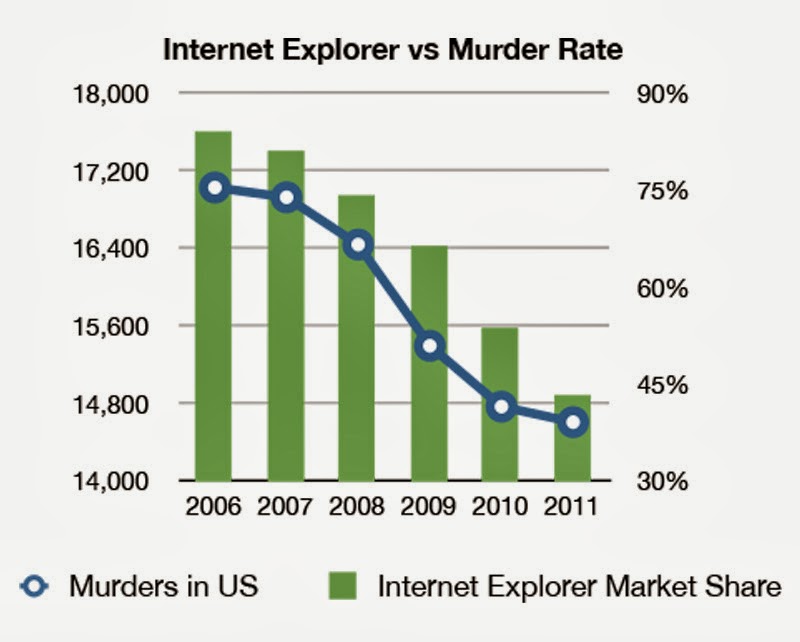 Internet Explorer vs Murder Rate
18,000 90%
17,200 75%
16,400 60%
15,600 45%
14,800
14,000 30%
2006 2007 2008 2009 2010 2011
Murders in US Internet Explorer Market Share